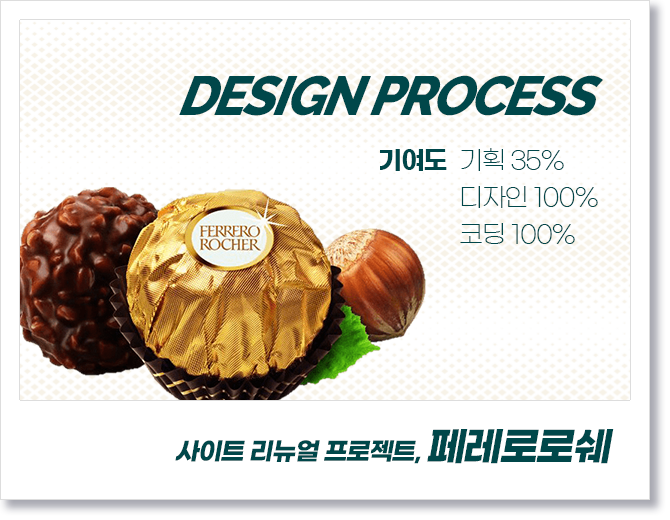 DESIGN PROCESS
기여도 기획 35%
디자인 100%
코딩 100%
FERRERO
ROCHER
사이트 리뉴얼 프로젝트, 페레로로쉐